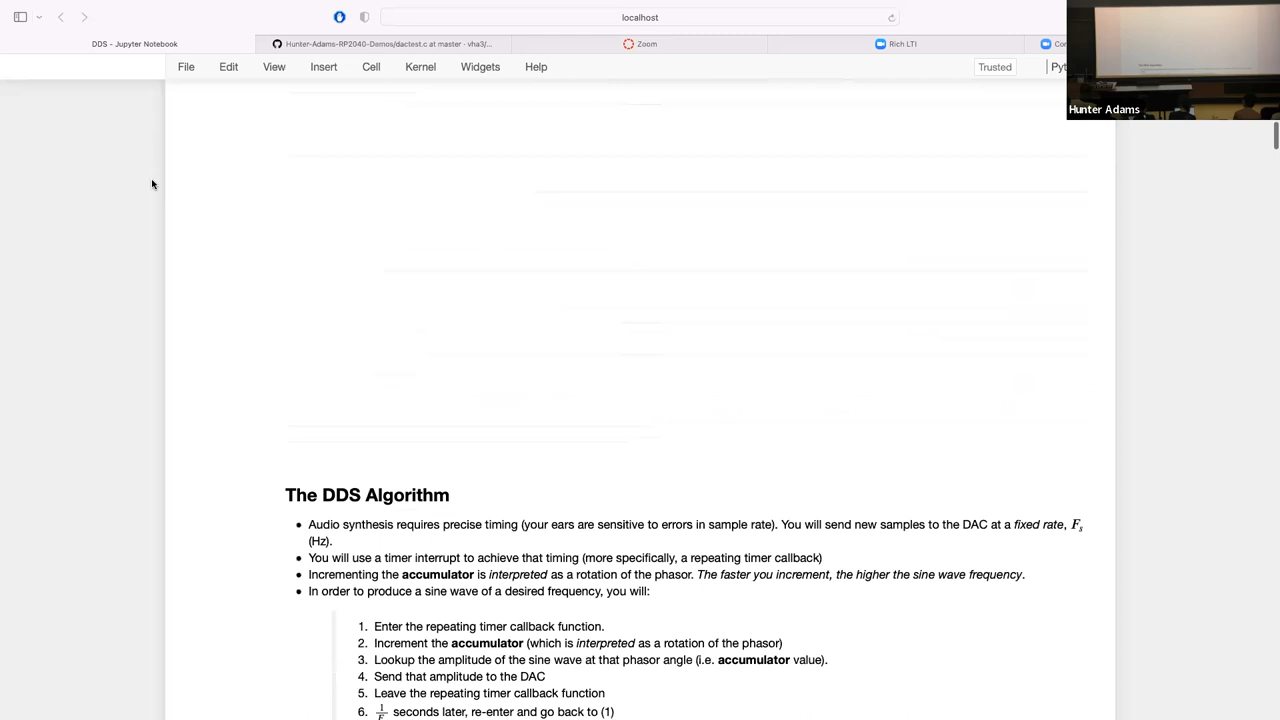 localhost
DDS - Jupyter Notebook
Hunter-Adams-RP2040-Demos/dactest.c at master · vha3/...
Zoom
Rich LTI
Con
File Edit View Insert Cell Kernel Widgets Help
Trusted
Pyt
Hunter Adams
The DDS Algorithm
• Audio synthesis requires precise timing (your ears are sensitive to errors in sample rate). You will send new samples to the DAC at a fixed rate, Fs
(Hz).
• You will use a timer interrupt to achieve that timing (more specifically, a repeating timer callback)
• Incrementing the accumulator is interpreted as a rotation of the phasor. The faster you increment, the higher the sine wave frequency.
• In order to produce a sine wave of a desired frequency, you will:
1. Enter the repeating timer callback function.
2. Increment the accumulator (which is interpreted as a rotation of the phasor)
3. Lookup the amplitude of the sine wave at that phasor angle (i.e. accumulator value).
4. Send that amplitude to the DAC
5. Leave the repeating timer callback function
6. 1/F seconds later, re-enter and go back to (1)